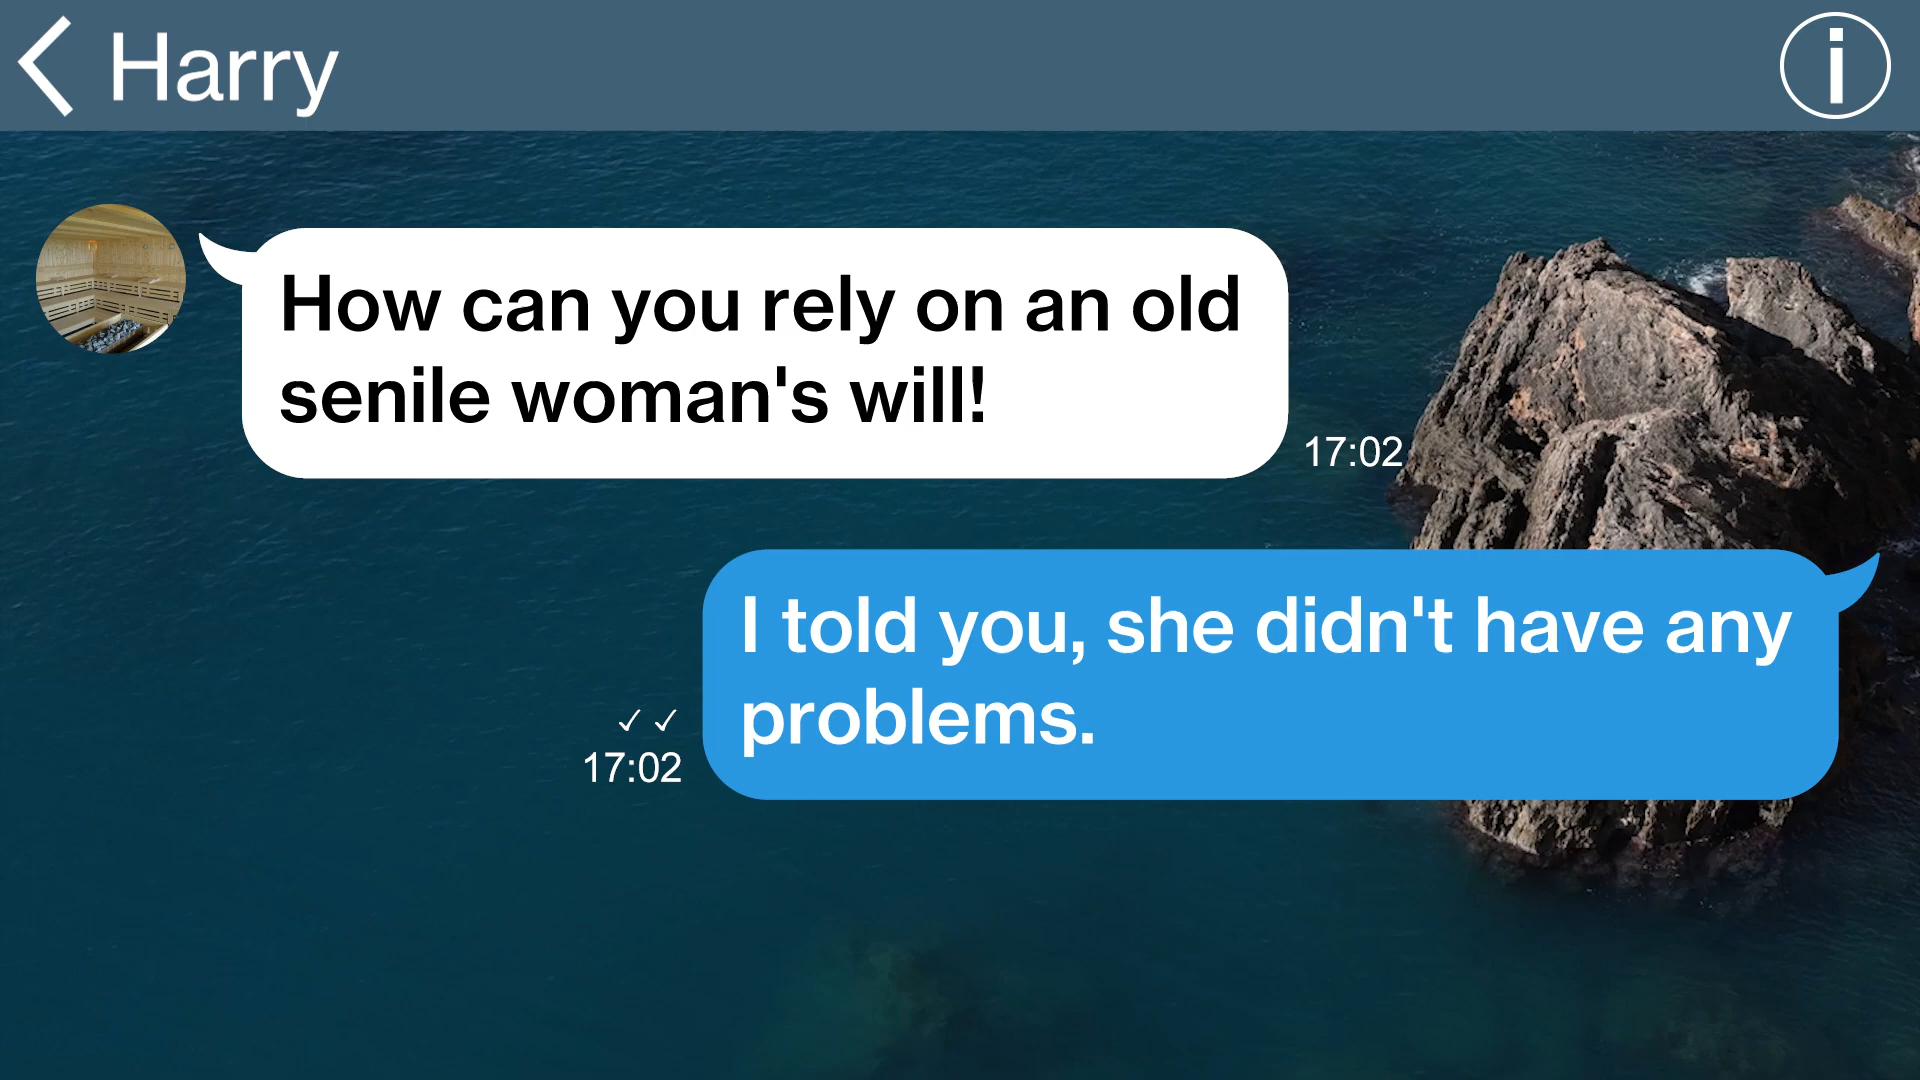 Harry
How can you rely on an old
senile woman's will!
17:02
I told you, she didn't have any
problems.
✓ ✓
17:02